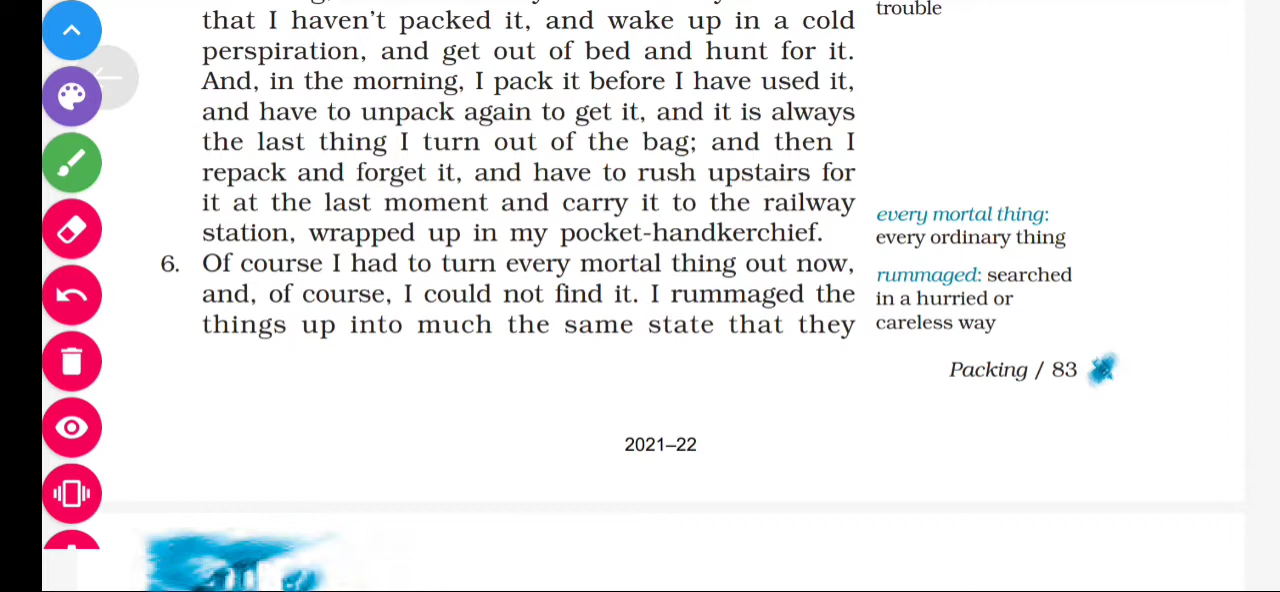 that I haven't packed it, and wake up in a cold
perspiration, and get out of bed and hunt for it.
And, in the morning, I pack it before I have used it,
and have to unpack again to get it, and it is always
the last thing I turn out of the bag; and then I
repack and forget it, and have to rush upstairs for
it at the last moment and carry it to the railway
station, wrapped up in my pocket-handkerchief.
6. Of course I had to turn every mortal thing out now,
and, of course, I could not find it. I rummaged the
things up into much the same state that they
trouble
every mortal thing:
every ordinary thing
rummaged: searched
in a hurried or
careless way
Packing / 83
2021–22